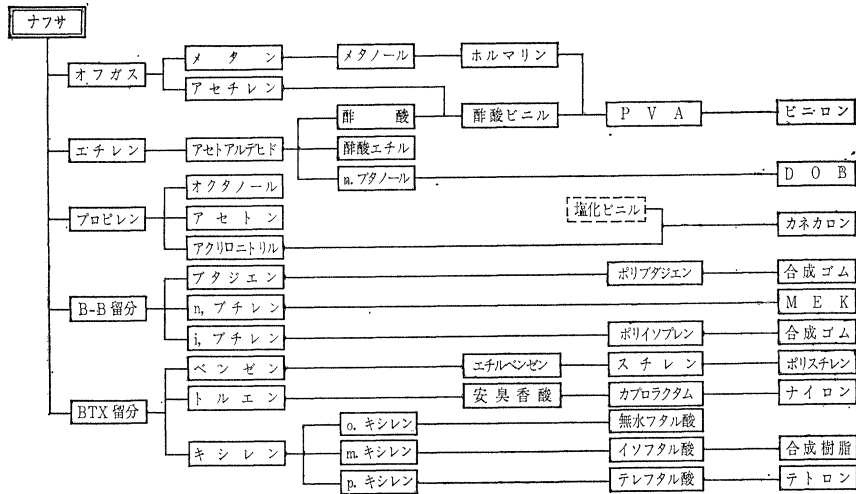 ナフサ
オフガス
メタン
メタノール
ホルマリン
アセチレン
酢酸
酢酸ビニル
PVA
ビニロン
エチレン
アセトアルデヒド
酢酸エチル
n.ブタノール
DOB
オクタノール
プロピレン
アセトン
塩化ビニル
カネカロン
アクリロニトリル
ブタジエン
ポリブダジエン
合成ゴム
B-B留分
n,ブチレン
MEK
i,ブチレン
ポリイソプレン
合成ゴム
ベンゼン
エチルベンゼン
スチレン
ポリスチレン
トルエン
安臭香酸
カプロラクタム
ナイロン
BTX留分
o.キシレン
無水フタル酸
キシレン
m.キシレン
イソフタル酸
合成樹脂
p.キシレン
テレフタル酸
テトロン